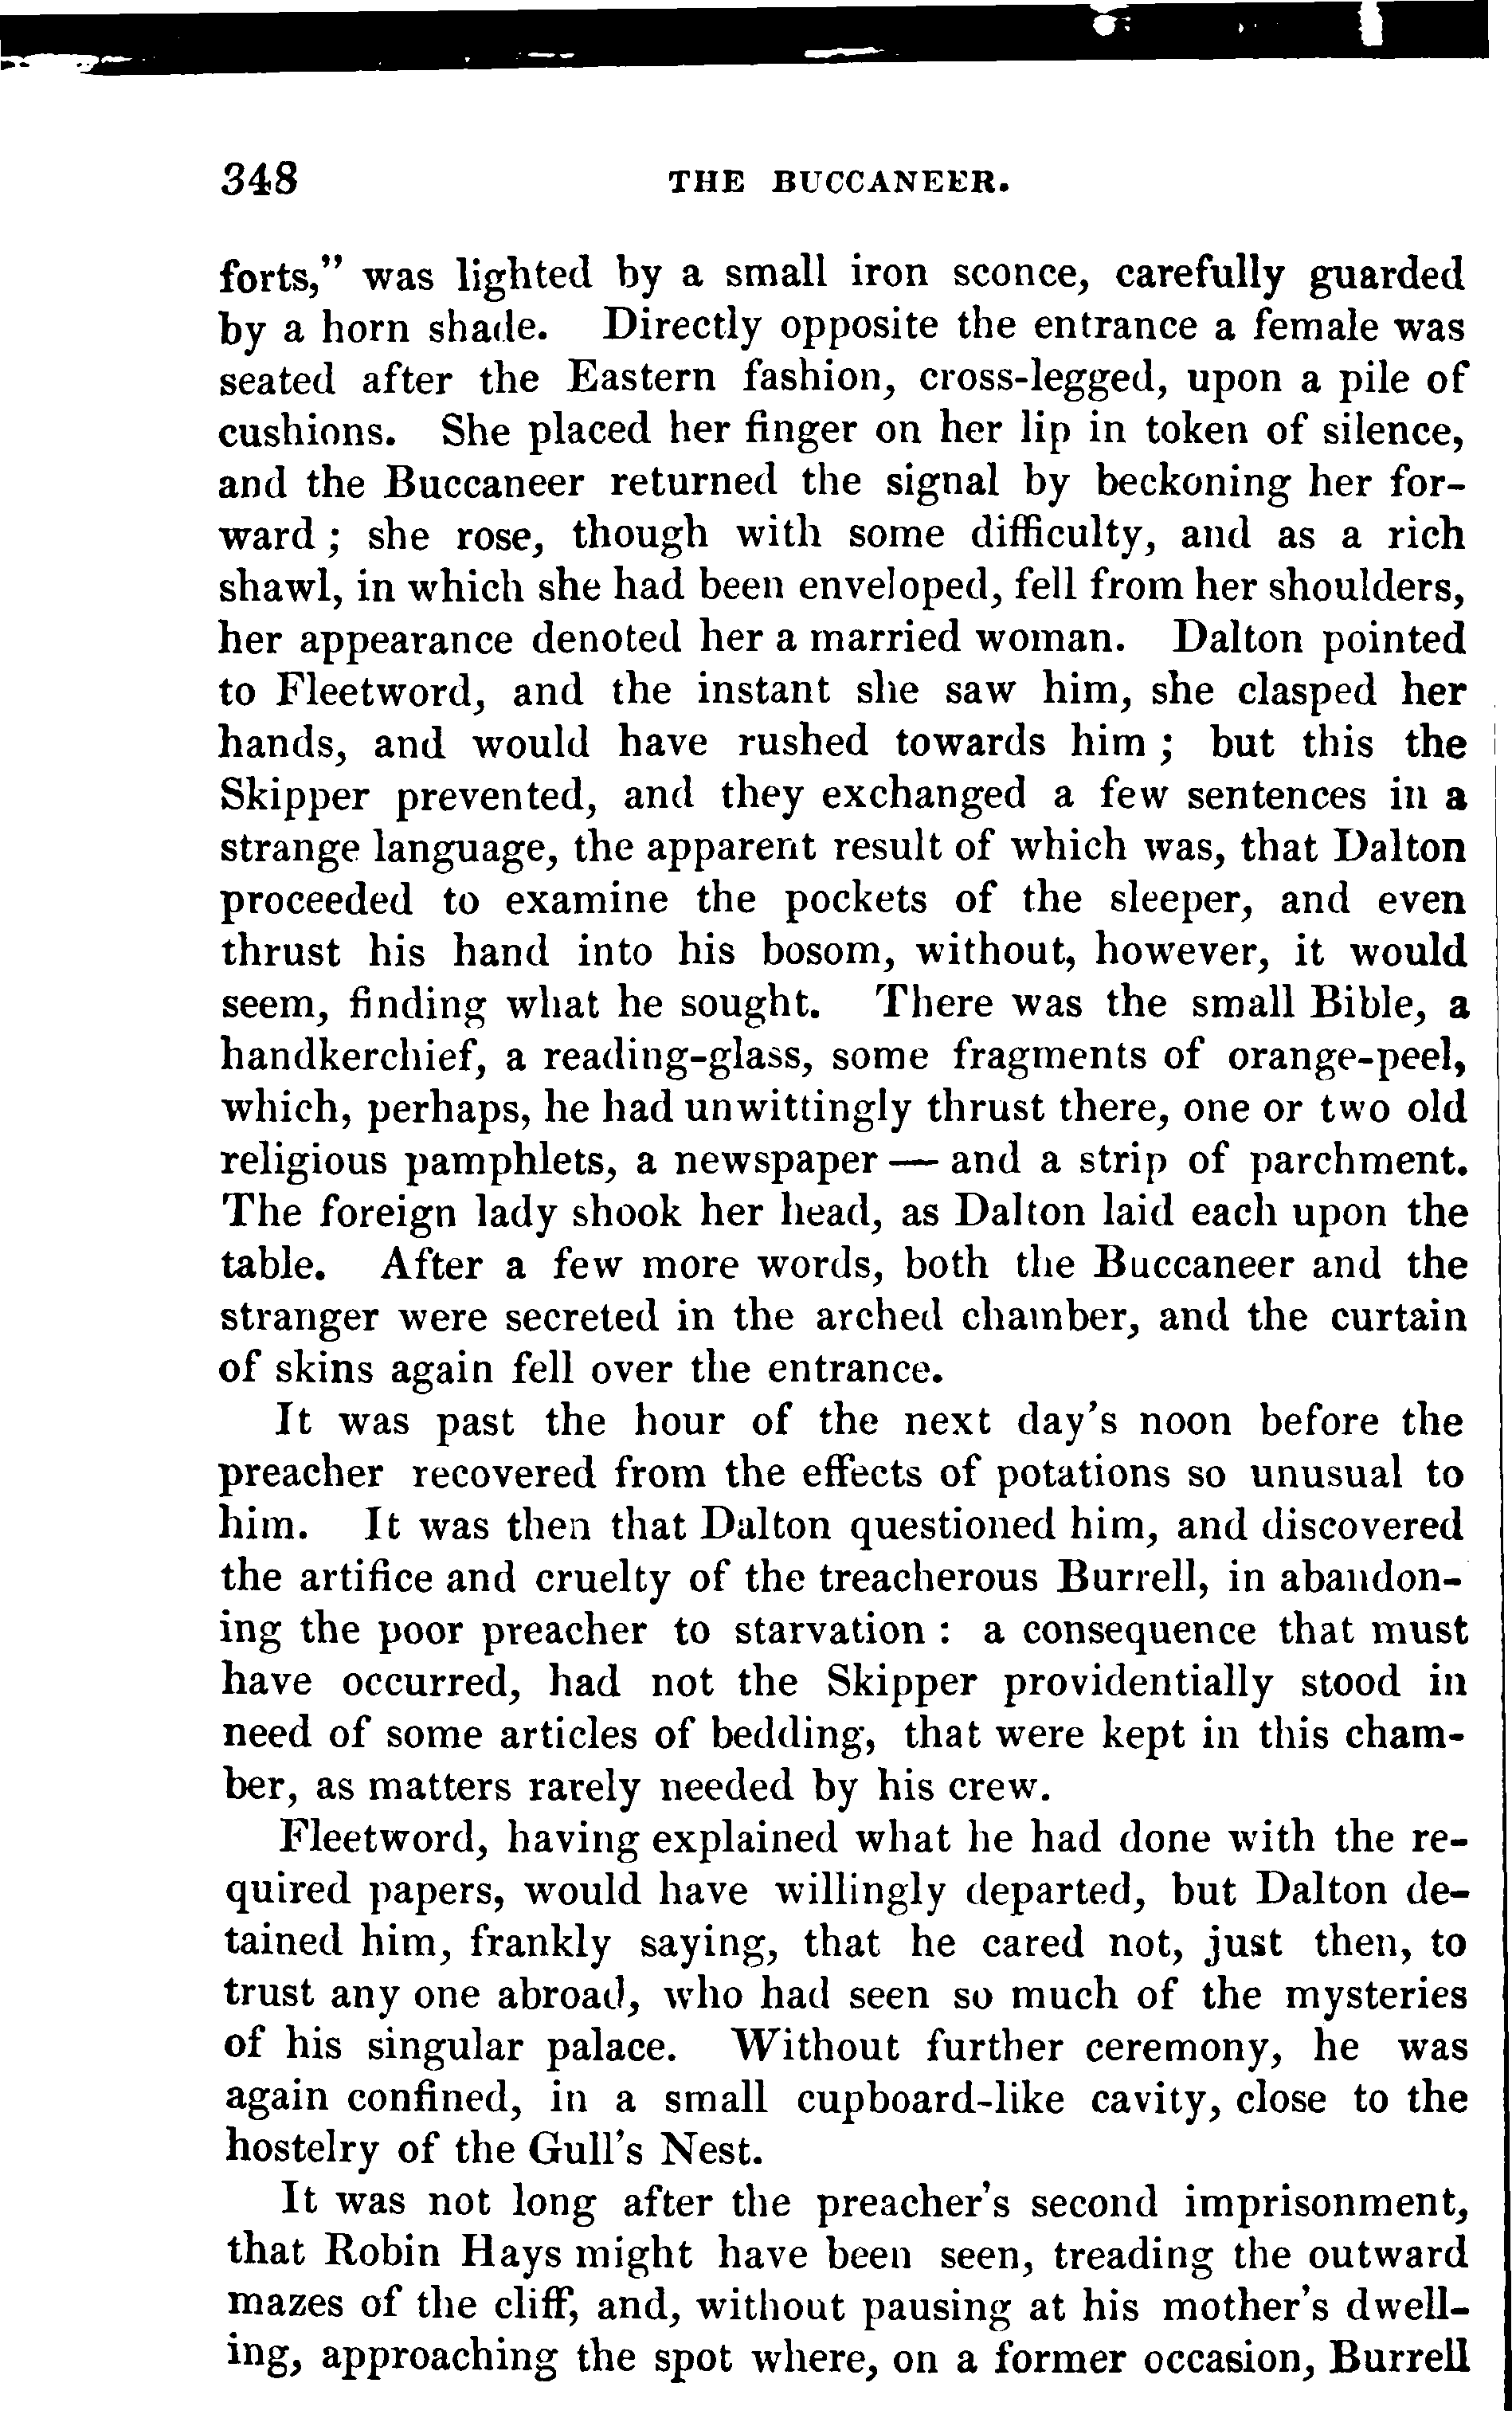 348 THE BUCCANEER.
forts,” was lighted by a small iron sconce, carefully guarded
by a horn shade. Directly opposite the entrance a female was
seated after the Eastern fashion, cross-legged, upon a pile of
cushions. She placed her finger on her lip in token of silence,
and the Buccaneer returned the signal by beckoning her for-
ward ; she rose, though with some difficulty, and as a rich
shawl, in which she had been enveloped, fell from her shoulders,
her appearance denoted her a married woman. Dalton pointed
to Fleetword, and the instant she saw him, she clasped her
hands, and would have rushed towards him ; but this the
Skipper prevented, and they exchanged a few sentences in a
strange language, the apparent result of which was, that Dalton
proceeded to examine the pockets of the sleeper, and even
thrust his hand into his bosom, without, however, it would
seem, finding what he sought. There was the small Bible, a
handkerchief, a reading-glass, some fragments of orange-peel,
which, perhaps, he had unwittingly thrust there, one or two old
religious pamphlets, a newspaper — and a strip of parchment.
The foreign lady shook her head, as Dalton laid each upon the
table. After a few more words, both the Buccaneer and the
stranger were secreted in the arched chamber, and the curtain
of skins again fell over the entrance.
It was past the hour of the next day's noon before the
preacher recovered from the effects of potations so unusual to
him. It was then that Dalton questioned him, and discovered
the artifice and cruelty of the treacherous Burrell, in abandon-
ing the poor preacher to starvation : a consequence that must
have occurred, had not the Skipper providentially stood in
need of some articles of bedding, that were kept in this cham-
ber, as matters rarely needed by his crew.
Fleetword, having explained what he had done with the re-
quired papers, would have willingly departed, but Dalton de-
tained him, frankly saying, that he cared not, just then, to
trust any one abroad, who had seen so much of the mysteries
of his singular palace. Without further ceremony, he was
again confined, in a small cupboard-like cavity, close to the
hostelry of the Gull's Nest.
It was not long after the preacher's second imprisonment,
that Robin Hays might have been seen, treading the outward
mazes of the cliff, and, without pausing at his mother's dwell-
ing, approaching the spot where, on a former occasion, Burrell